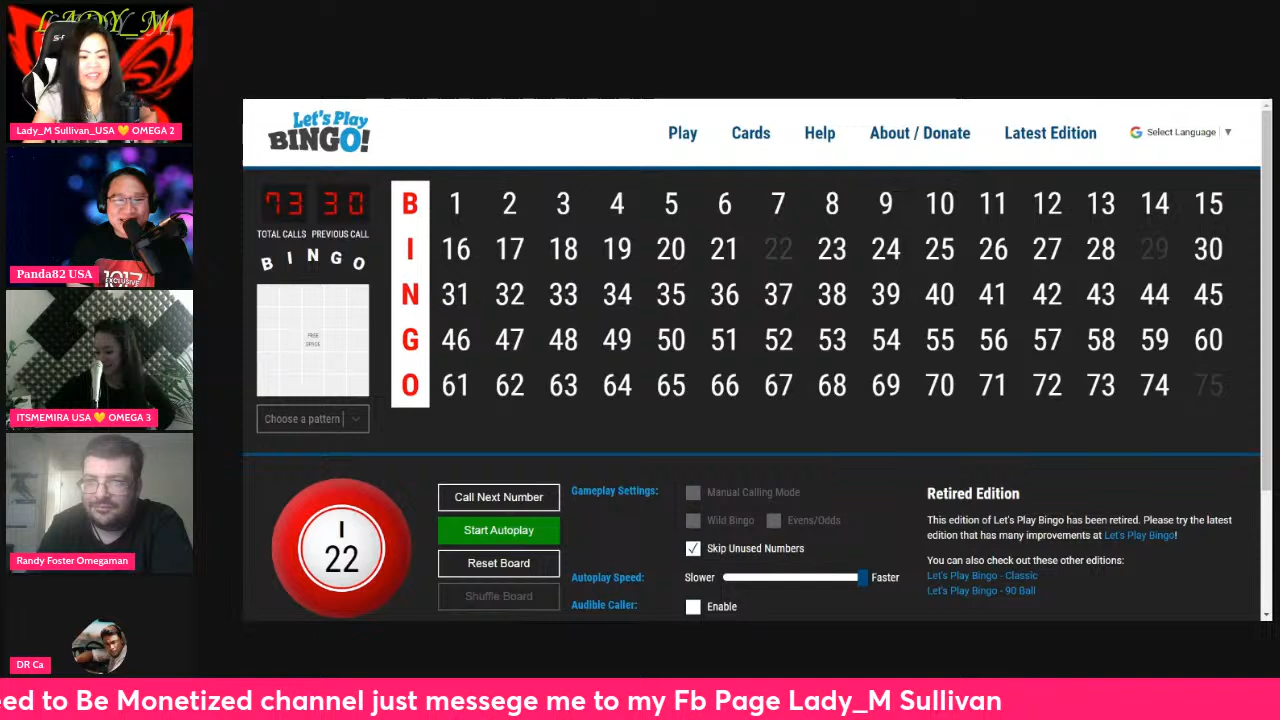 LADY_M
Lady_M Sullivan_USA 💛 OMEGA 2
Panda82 USA
1017
EXCLUSIVE
ITSMEMIRA USA 💛 OMEGA 3
Randy Foster Omegaman
DR Ca
Let's Play
BINGO!
Play Cards Help About / Donate Latest Edition Select Language ▼
73 30
TOTAL CALLS PREVIOUS CALL
B I N G O
FREE
SPACE
Choose a pattern
B 1 2 3 4 5 6 7 8 9 10 11 12 13 14 15
I 16 17 18 19 20 21 22 23 24 25 26 27 28 29 30
N 31 32 33 34 35 36 37 38 39 40 41 42 43 44 45
G 46 47 48 49 50 51 52 53 54 55 56 57 58 59 60
O 61 62 63 64 65 66 67 68 69 70 71 72 73 74 75
I
22
Call Next Number
Start Autoplay
Reset Board
Shuffle Board
Gameplay Settings:
Manual Calling Mode
Wild Bingo Evens/Odds
Skip Unused Numbers
Autoplay Speed: Slower Faster
Audible Caller: Enable
Retired Edition
This edition of Let's Play Bingo has been retired. Please try the latest
edition that has many improvements at Let's Play Bingo!
You can also check out these other editions:
Let's Play Bingo - Classic
Let's Play Bingo - 90 Ball
eed to Be Monetized channel just messege me to my Fb Page Lady_M Sullivan